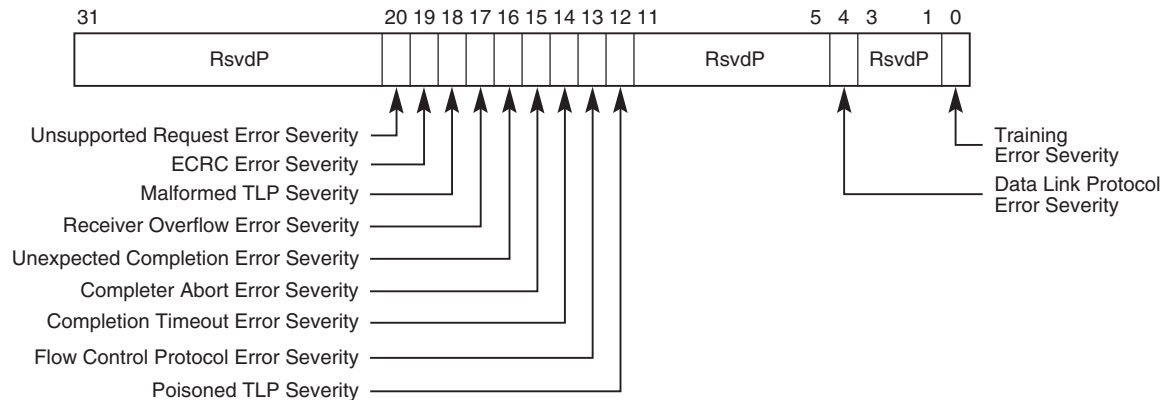 31 20 19 18 17 16 15 14 13 12 11 5 4 3 1 0
RsvdP RsvdP RsvdP
Unsupported Request Error Severity
ECRC Error Severity
Malformed TLP Severity
Receiver Overflow Error Severity
Unexpected Completion Error Severity
Completer Abort Error Severity
Completion Timeout Error Severity
Flow Control Protocol Error Severity
Poisoned TLP Severity
Training
Error Severity
Data Link Protocol
Error Severity